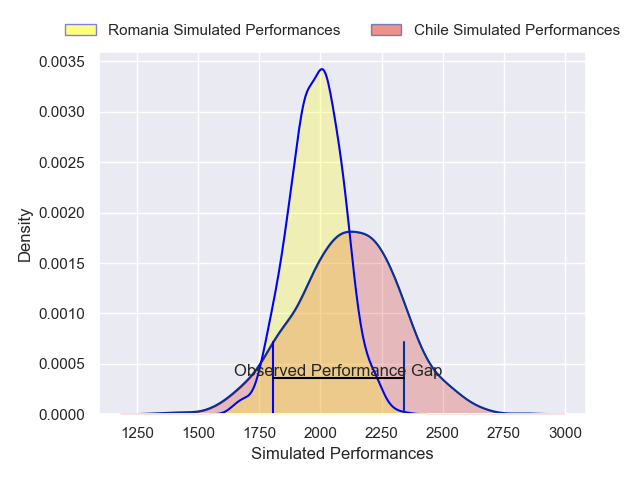 Romania Simulated Performances Chile Simulated Performances
0.0035
0.0030
0.0025
0.0020
0.0015
0.0010
0.0005
0.0000
Density
Observed Performance Gap
1250 1500 1750 2000 2250 2500 2750 3000
Simulated Performances